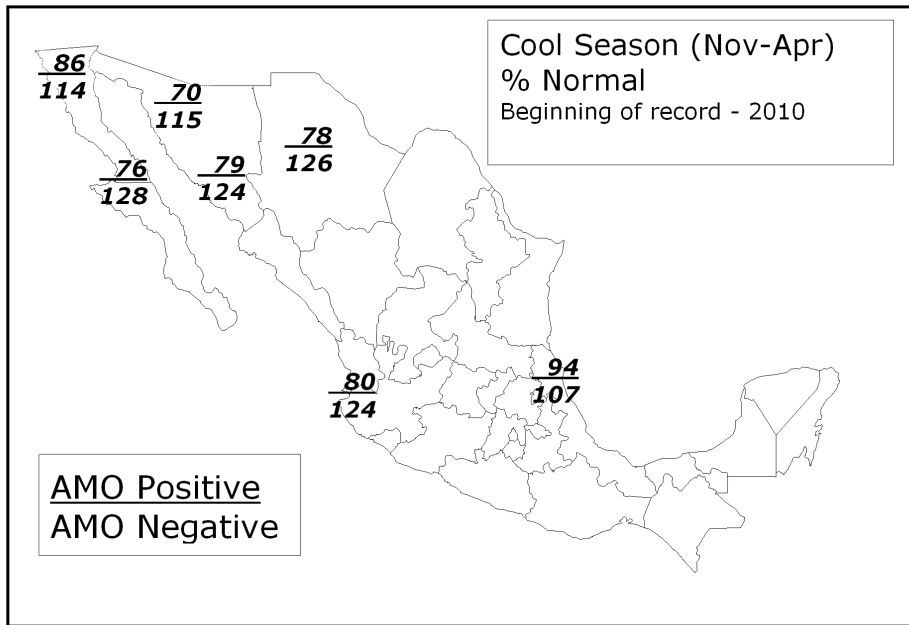 Cool Season (Nov-Apr)
% Normal
Beginning of record - 2010
86
114
70
115
78
126
76
128
79
124
80
124
94
107
AMO Positive
AMO Negative